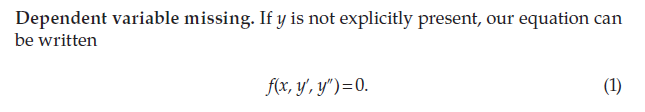 Dependent variable missing. If y is not explicitly present, our equation can
be written
f(x, y′, y″)=0. (1)